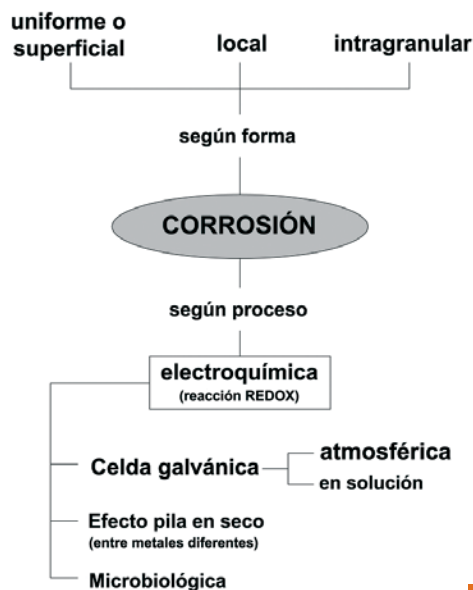 uniforme o
superficial
local
intragranular
según forma
CORROSIÓN
según proceso
electroquímica
(reacción REDOX)
Celda galvánica
atmosférica
en solución
Efecto pila en seco
(entre metales diferentes)
Microbiológica